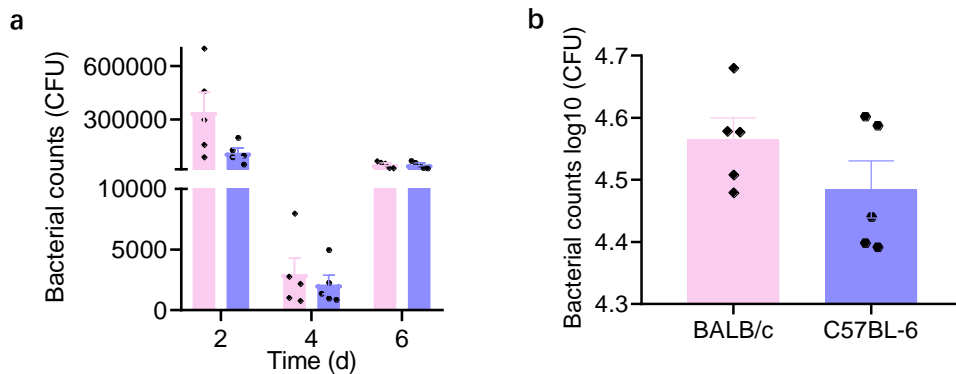 a
Bacterial counts (CFU)
600000
300000
10000
5000
0
2
4
6
Time (d)
b
Bacterial counts log10 (CFU)
4.7
4.6
4.5
4.4
4.3
BALB/c
C57BL-6